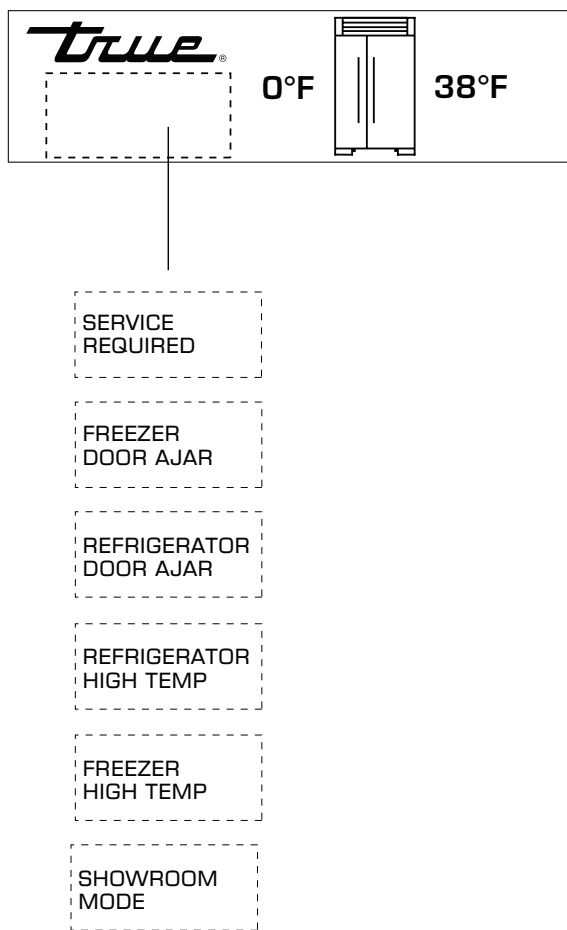 true®
0°F
38°F
SERVICE
REQUIRED
FREEZER
DOOR AJAR
REFRIGERATOR
DOOR AJAR
REFRIGERATOR
HIGH TEMP
FREEZER
HIGH TEMP
SHOWROOM
MODE